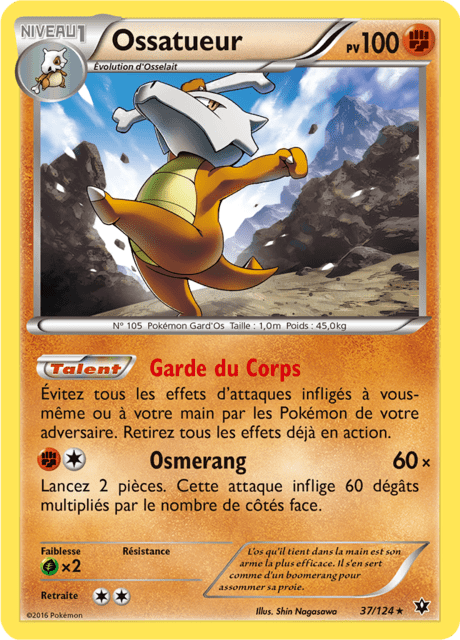 NIVEAU 1
Ossatueur
PV 100
Évolution d'Osselait
N° 105 Pokémon Gard'Os Taille : 1,0m Poids : 45,0kg
Talent Garde du Corps
Évitez tous les effets d'attaques infligés à vous-
même ou à votre main par les Pokémon de votre
adversaire. Retirez tous les effets déjà en action.
Osmerang 60×
Lancez 2 pièces. Cette attaque inflige 60 dégâts
multipliés par le nombre de côtés face.
Faiblesse Résistance
×2
Retraite
L'os qu'il tient dans la main est son
arme la plus efficace. Il s'en sert
comme d'un boomerang pour
assommer sa proie.
Illus. Shin Nagasawa 37/124 ★
©2016 Pokémon